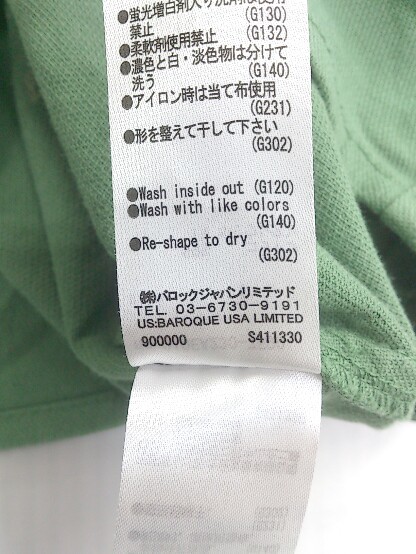 ●蛍光増白剤入り洗剤は使用
禁止 (G130)
●柔軟剤使用禁止 (G132)
●濃色と白・淡色物は分けて
洗う (G140)
●アイロン時は当て布使用
(G231)
●形を整えて干して下さい
(G302)
●Wash inside out (G120)
●Wash with like colors
(G140)
●Re-shape to dry
(G302)
㈱バロックジャパンリミテッド
TEL. 03-6730-9191
US:BAROQUE USA LIMITED
900000 S411330